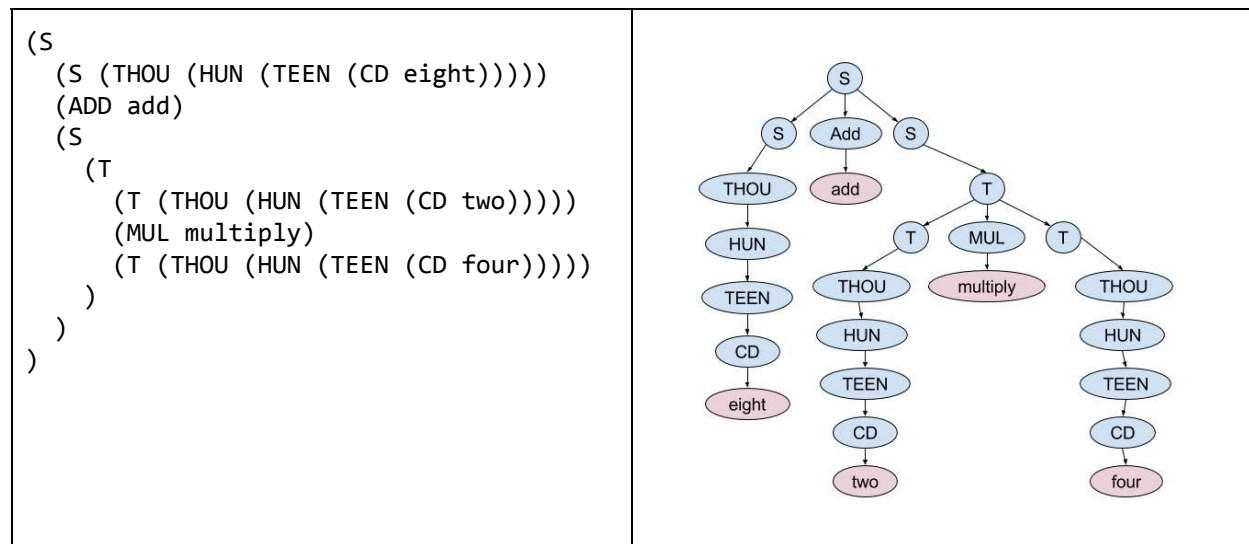 (S
(S (THOU (HUN (TEEN (CD eight)))))
(ADD add)
(S
(T
(T (THOU (HUN (TEEN (CD two)))))
(MUL multiply)
(T (THOU (HUN (TEEN (CD four)))))
)
)
)
S
S Add S
THOU add T
HUN T MUL T
TEEN THOU multiply THOU
CD HUN HUN
eight TEEN TEEN
CD CD
two four